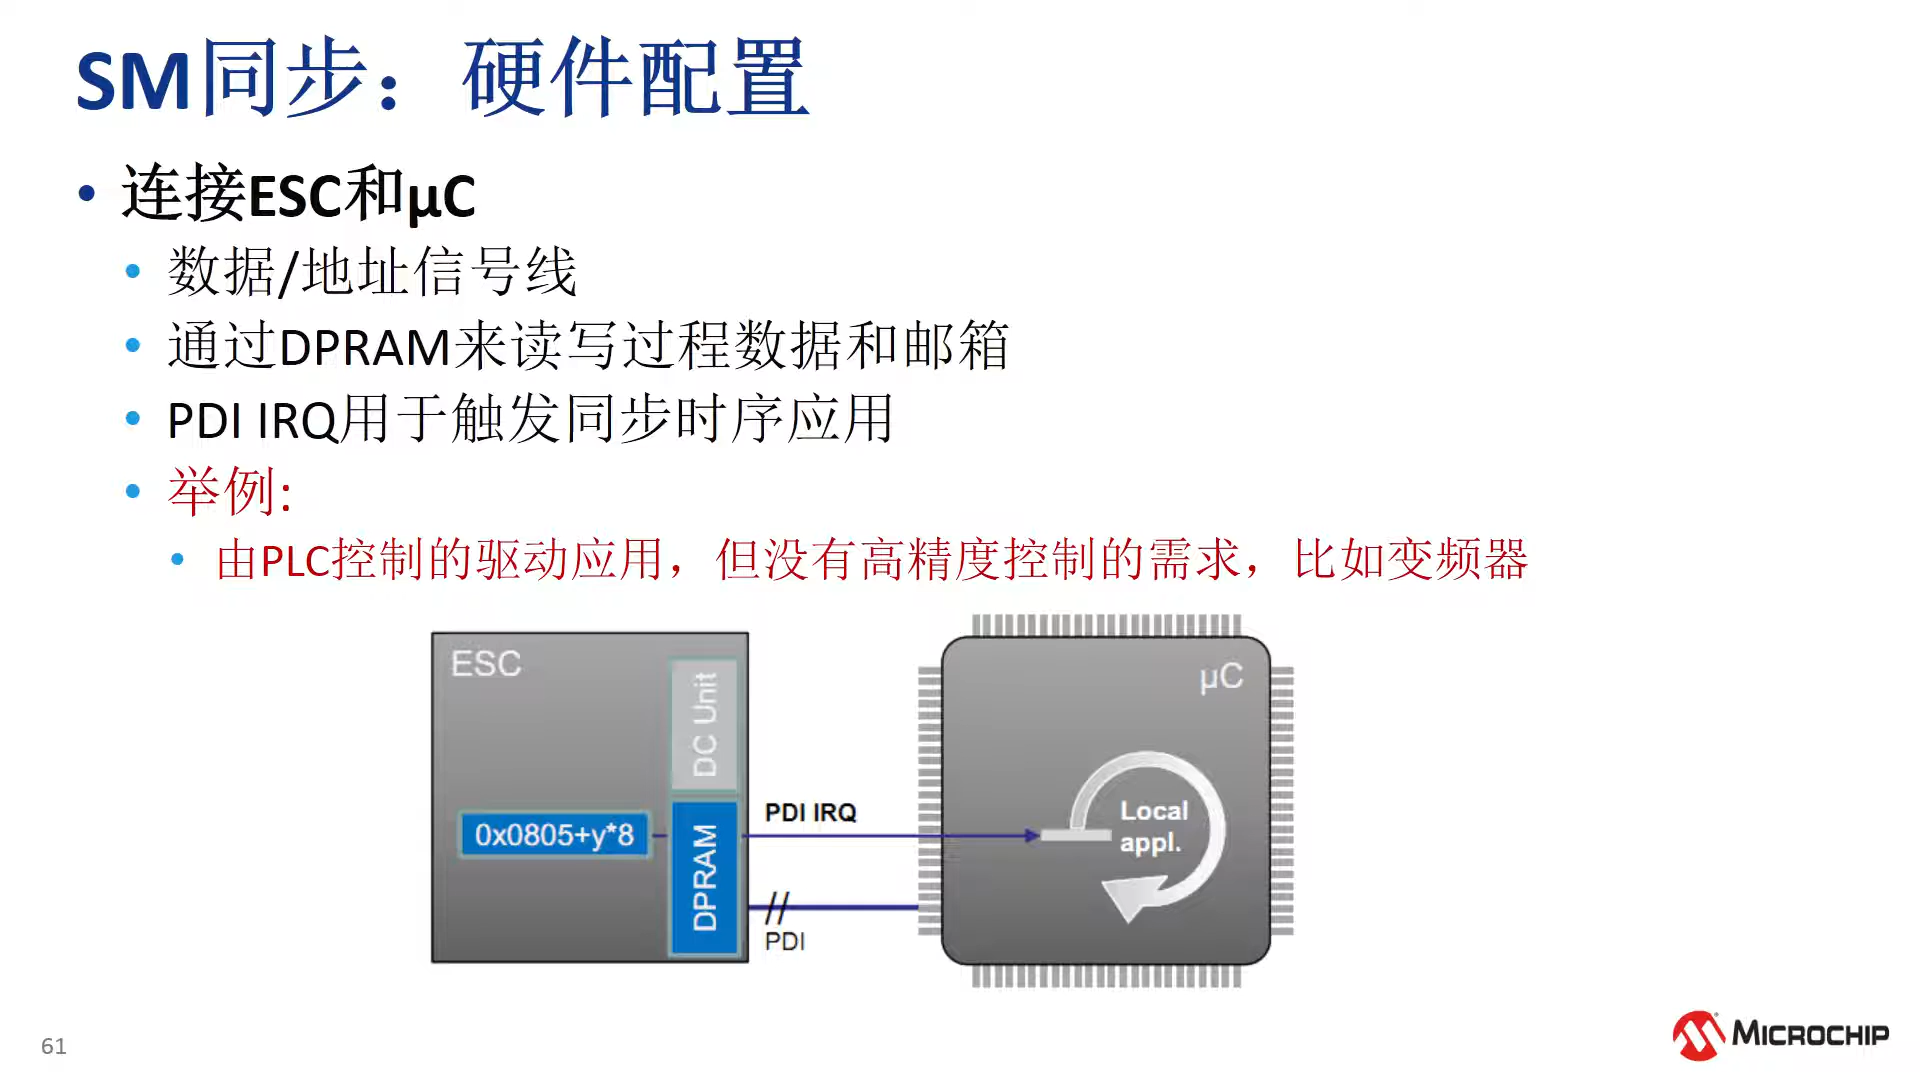 SM同步：硬件配置
• 连接ESC和µC
• 数据/地址信号线
• 通过DPRAM来读写过程数据和邮箱
• PDI IRQ用于触发同步时序应用
• 举例:
• 由PLC控制的驱动应用，但没有高精度控制的需求，比如变频器
ESC
DC Unit
0x0805+y*8
DPRAM
PDI IRQ
PDI
µC
Local
appl.
61
MICROCHIP